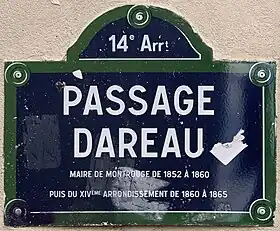 14e Arrt
PASSAGE
DAREAU
MAIRE DE MONTROUGE DE 1852 À 1860
PUIS DU XIVÈME ARRONDISSEMENT DE 1860 À 1865